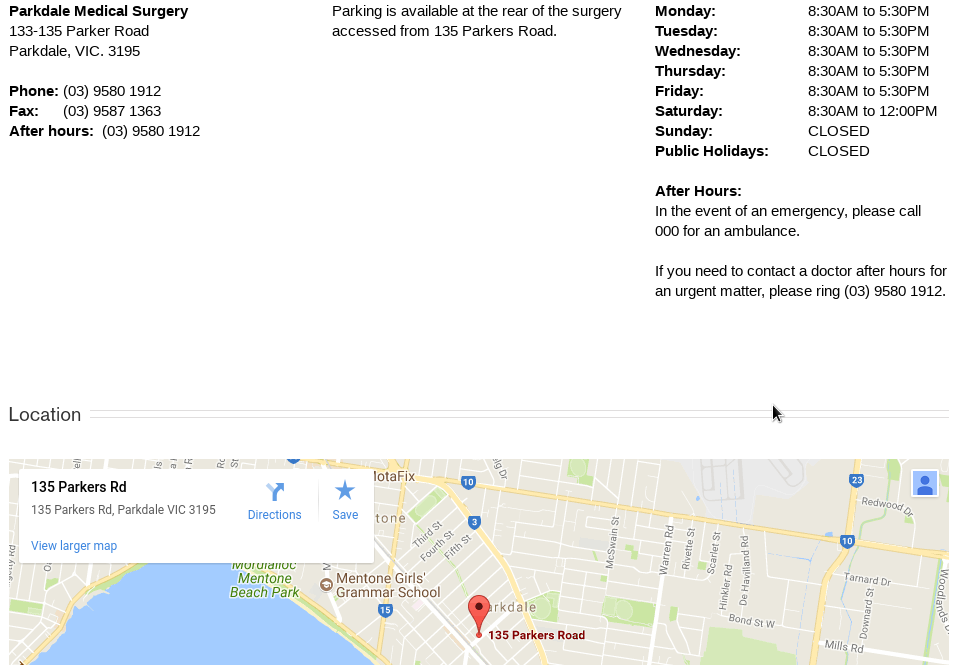 Parkdale Medical Surgery
133-135 Parker Road
Parkdale, VIC. 3195
Phone: (03) 9580 1912
Fax: (03) 9587 1363
After hours: (03) 9580 1912
Parking is available at the rear of the surgery
accessed from 135 Parkers Road.
Monday: 8:30AM to 5:30PM
Tuesday: 8:30AM to 5:30PM
Wednesday: 8:30AM to 5:30PM
Thursday: 8:30AM to 5:30PM
Friday: 8:30AM to 5:30PM
Saturday: 8:30AM to 12:00PM
Sunday: CLOSED
Public Holidays: CLOSED
After Hours:
In the event of an emergency, please call
000 for an ambulance.
If you need to contact a doctor after hours for
an urgent matter, please ring (03) 9580 1912.
Location
135 Parkers Rd
135 Parkers Rd, Parkdale VIC 3195
Directions
Save
View larger map
10
3
23
10
15
Redwood Dr
Third St
Fourth St
Fifth St
McSwain St
Warren Rd
Rivette St
Scarlet St
Hinkler Rd
De Havilland Rd
Tarnard Dr
Downard St
Bond St W
Mills Rd
Mordialloc
Mentone
Beach Park
Mentone Girls'
Grammar School
135 Parkers Road